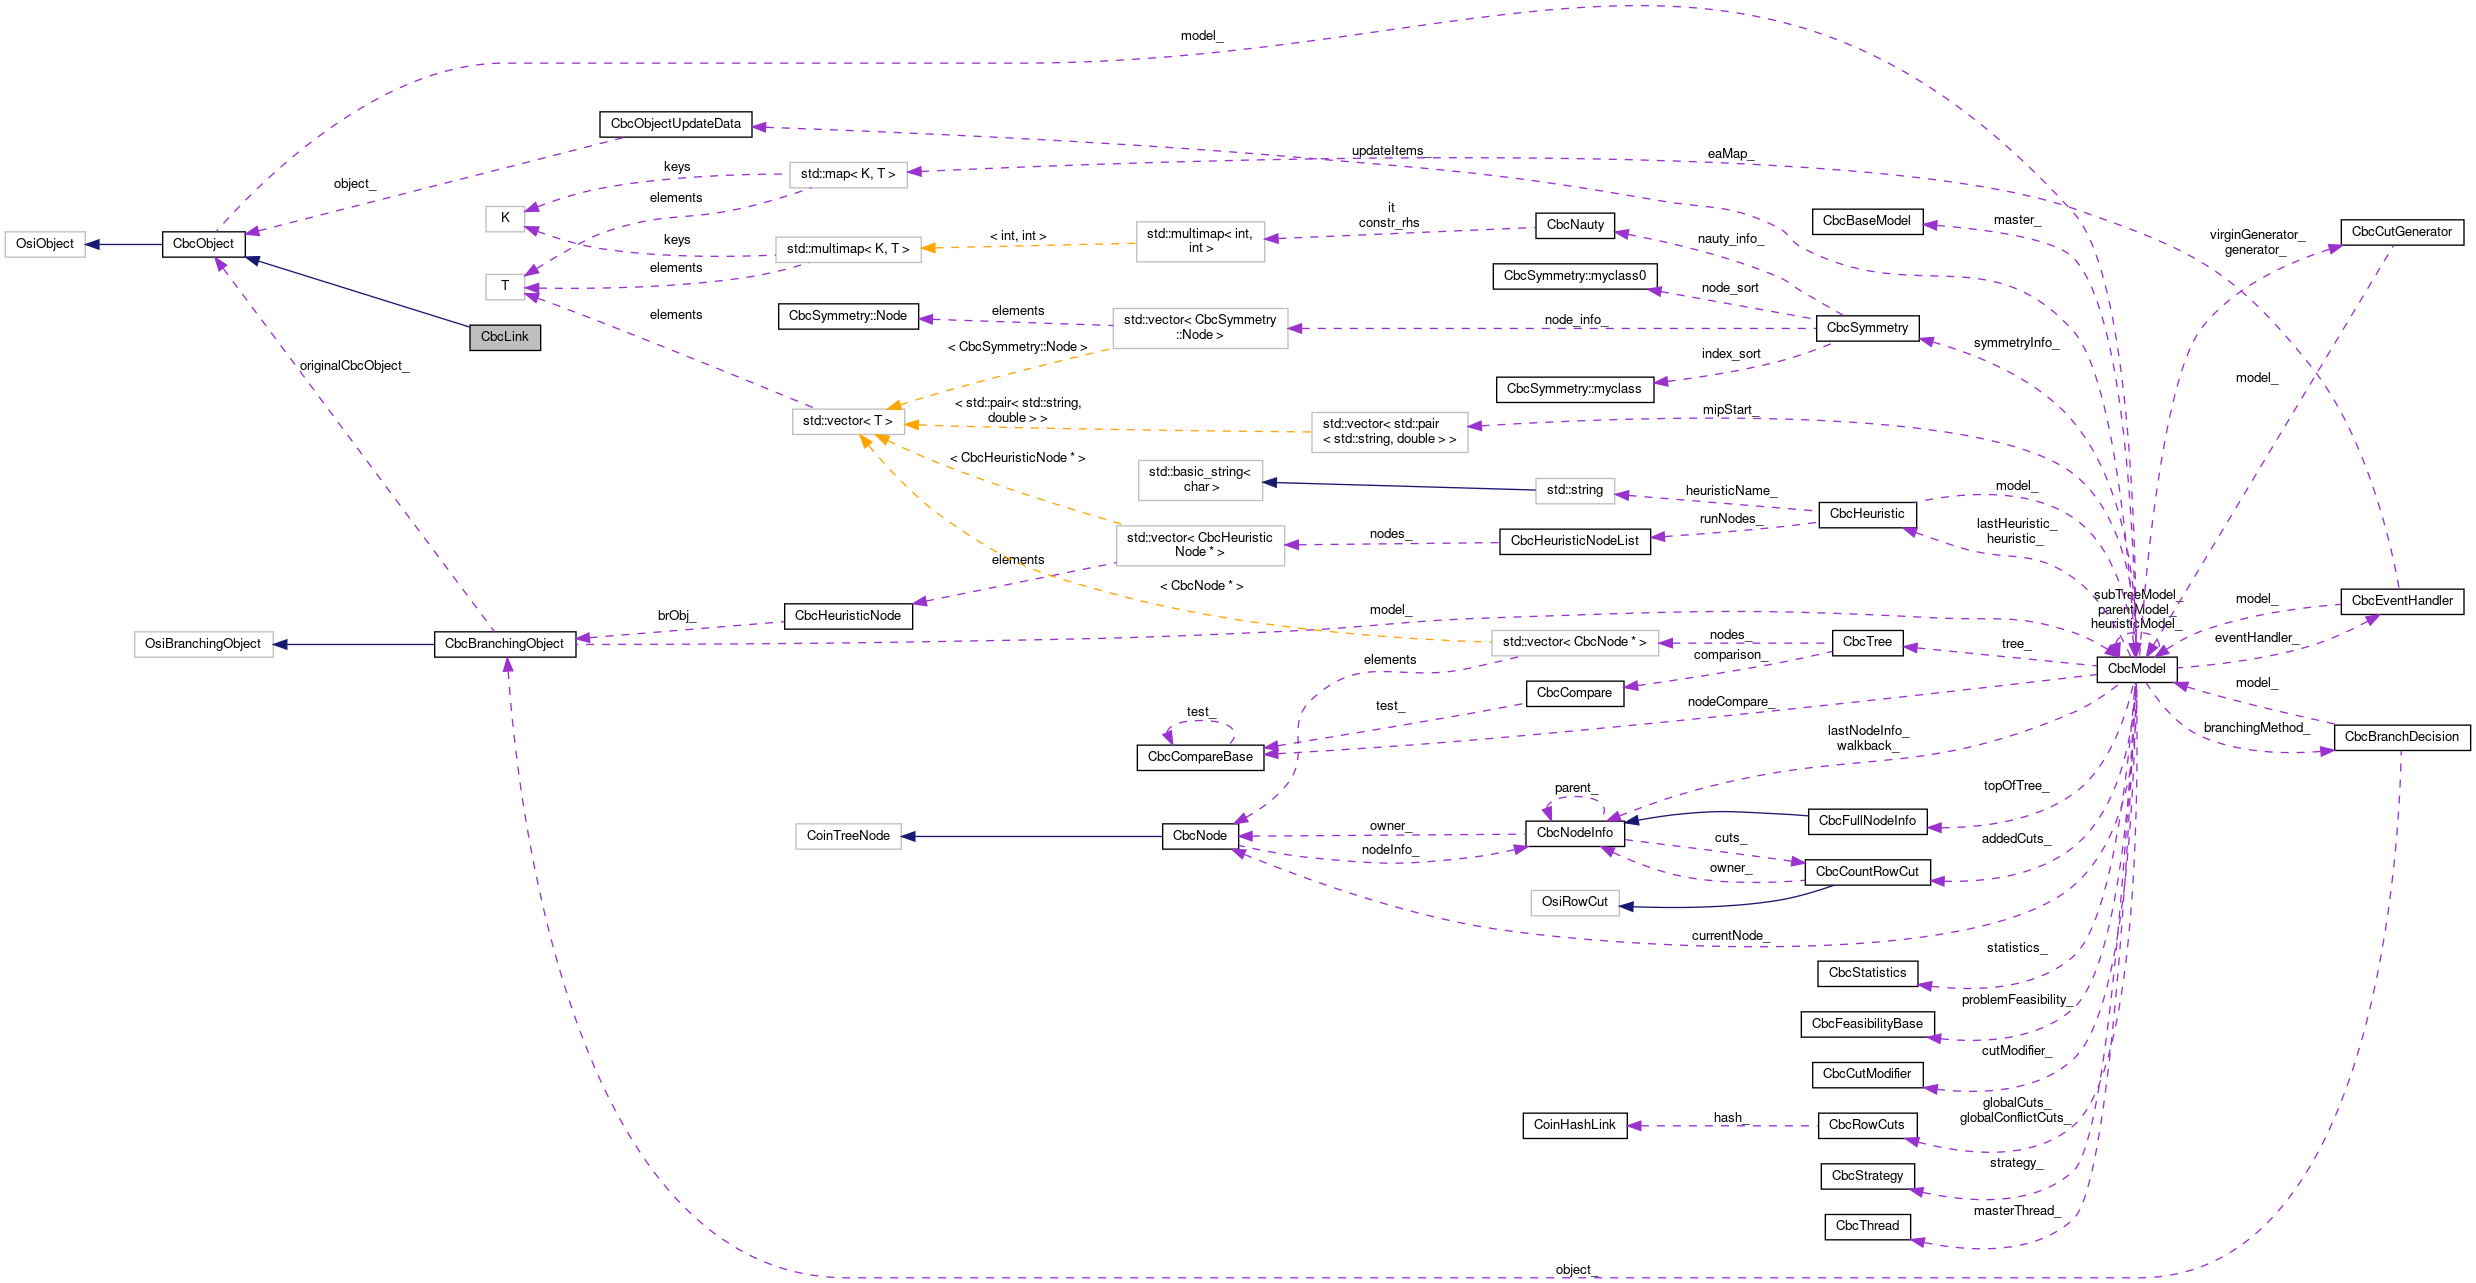 model_
CbcObjectUpdateData
updateItems_
eaMap_
keys
std::map< K, T >
object_
elements
K
it
constr_rhs
CbcNauty
CbcBaseModel
master_
OsiObject
CbcObject
keys
std::multimap< K, T >
< int, int >
std::multimap< int,
int >
nauty_info_
virginGenerator_
generator_
CbcCutGenerator
elements
T
CbcSymmetry::myclass0
node_sort
elements
CbcSymmetry::Node
elements
std::vector< CbcSymmetry
::Node >
node_info_
CbcSymmetry
CbcLink
< CbcSymmetry::Node >
index_sort
symmetryInfo_
originalCbcObject_
CbcSymmetry::myclass
model_
std::vector< T >
< std::pair< std::string,
double > >
std::vector< std::pair
< std::string, double > >
mipStart_
< CbcHeuristicNode * >
std::basic_string<
char >
std::string
heuristicName_
model_
CbcHeuristic
runNodes_
lastHeuristic_
heuristic_
std::vector< CbcHeuristic
Node * >
nodes_
CbcHeuristicNodeList
elements
< CbcNode * >
subTreeModel_
parentModel_
heuristicModel_
model_
CbcEventHandler
brObj_
CbcHeuristicNode
model_
OsiBranchingObject
CbcBranchingObject
std::vector< CbcNode * >
nodes_
CbcTree
tree_
eventHandler_
elements
comparison_
CbcModel
model_
test_
test_
CbcCompare
nodeCompare_
CbcCompareBase
lastNodeInfo_
walkback_
branchingMethod_
CbcBranchDecision
parent_
topOfTree_
CoinTreeNode
CbcNode
owner_
nodeInfo_
CbcNodeInfo
cuts_
CbcFullNodeInfo
addedCuts_
owner_
CbcCountRowCut
OsiRowCut
currentNode_
statistics_
CbcStatistics
problemFeasibility_
CbcFeasibilityBase
cutModifier_
CbcCutModifier
globalCuts_
globalConflictCuts_
CoinHashLink
hash_
CbcRowCuts
strategy_
CbcStrategy
masterThread_
CbcThread
object_